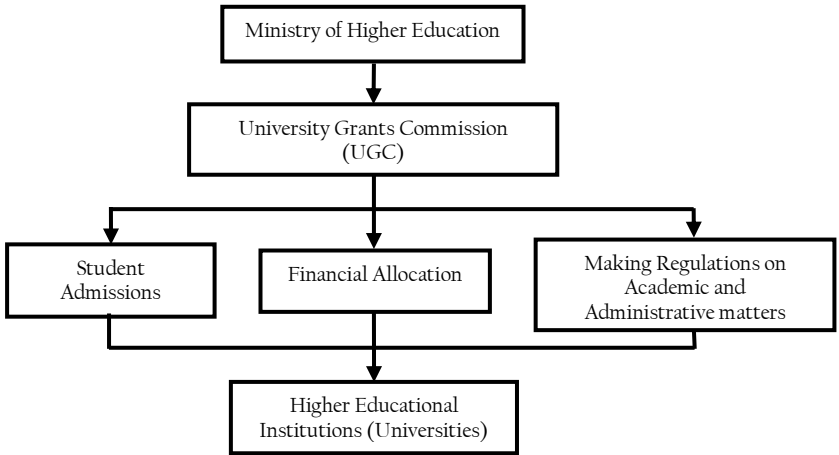 Ministry of Higher Education
University Grants Commission
(UGC)
Student
Admissions
Financial Allocation
Making Regulations on
Academic and
Administrative matters
Higher Educational
Institutions (Universities)